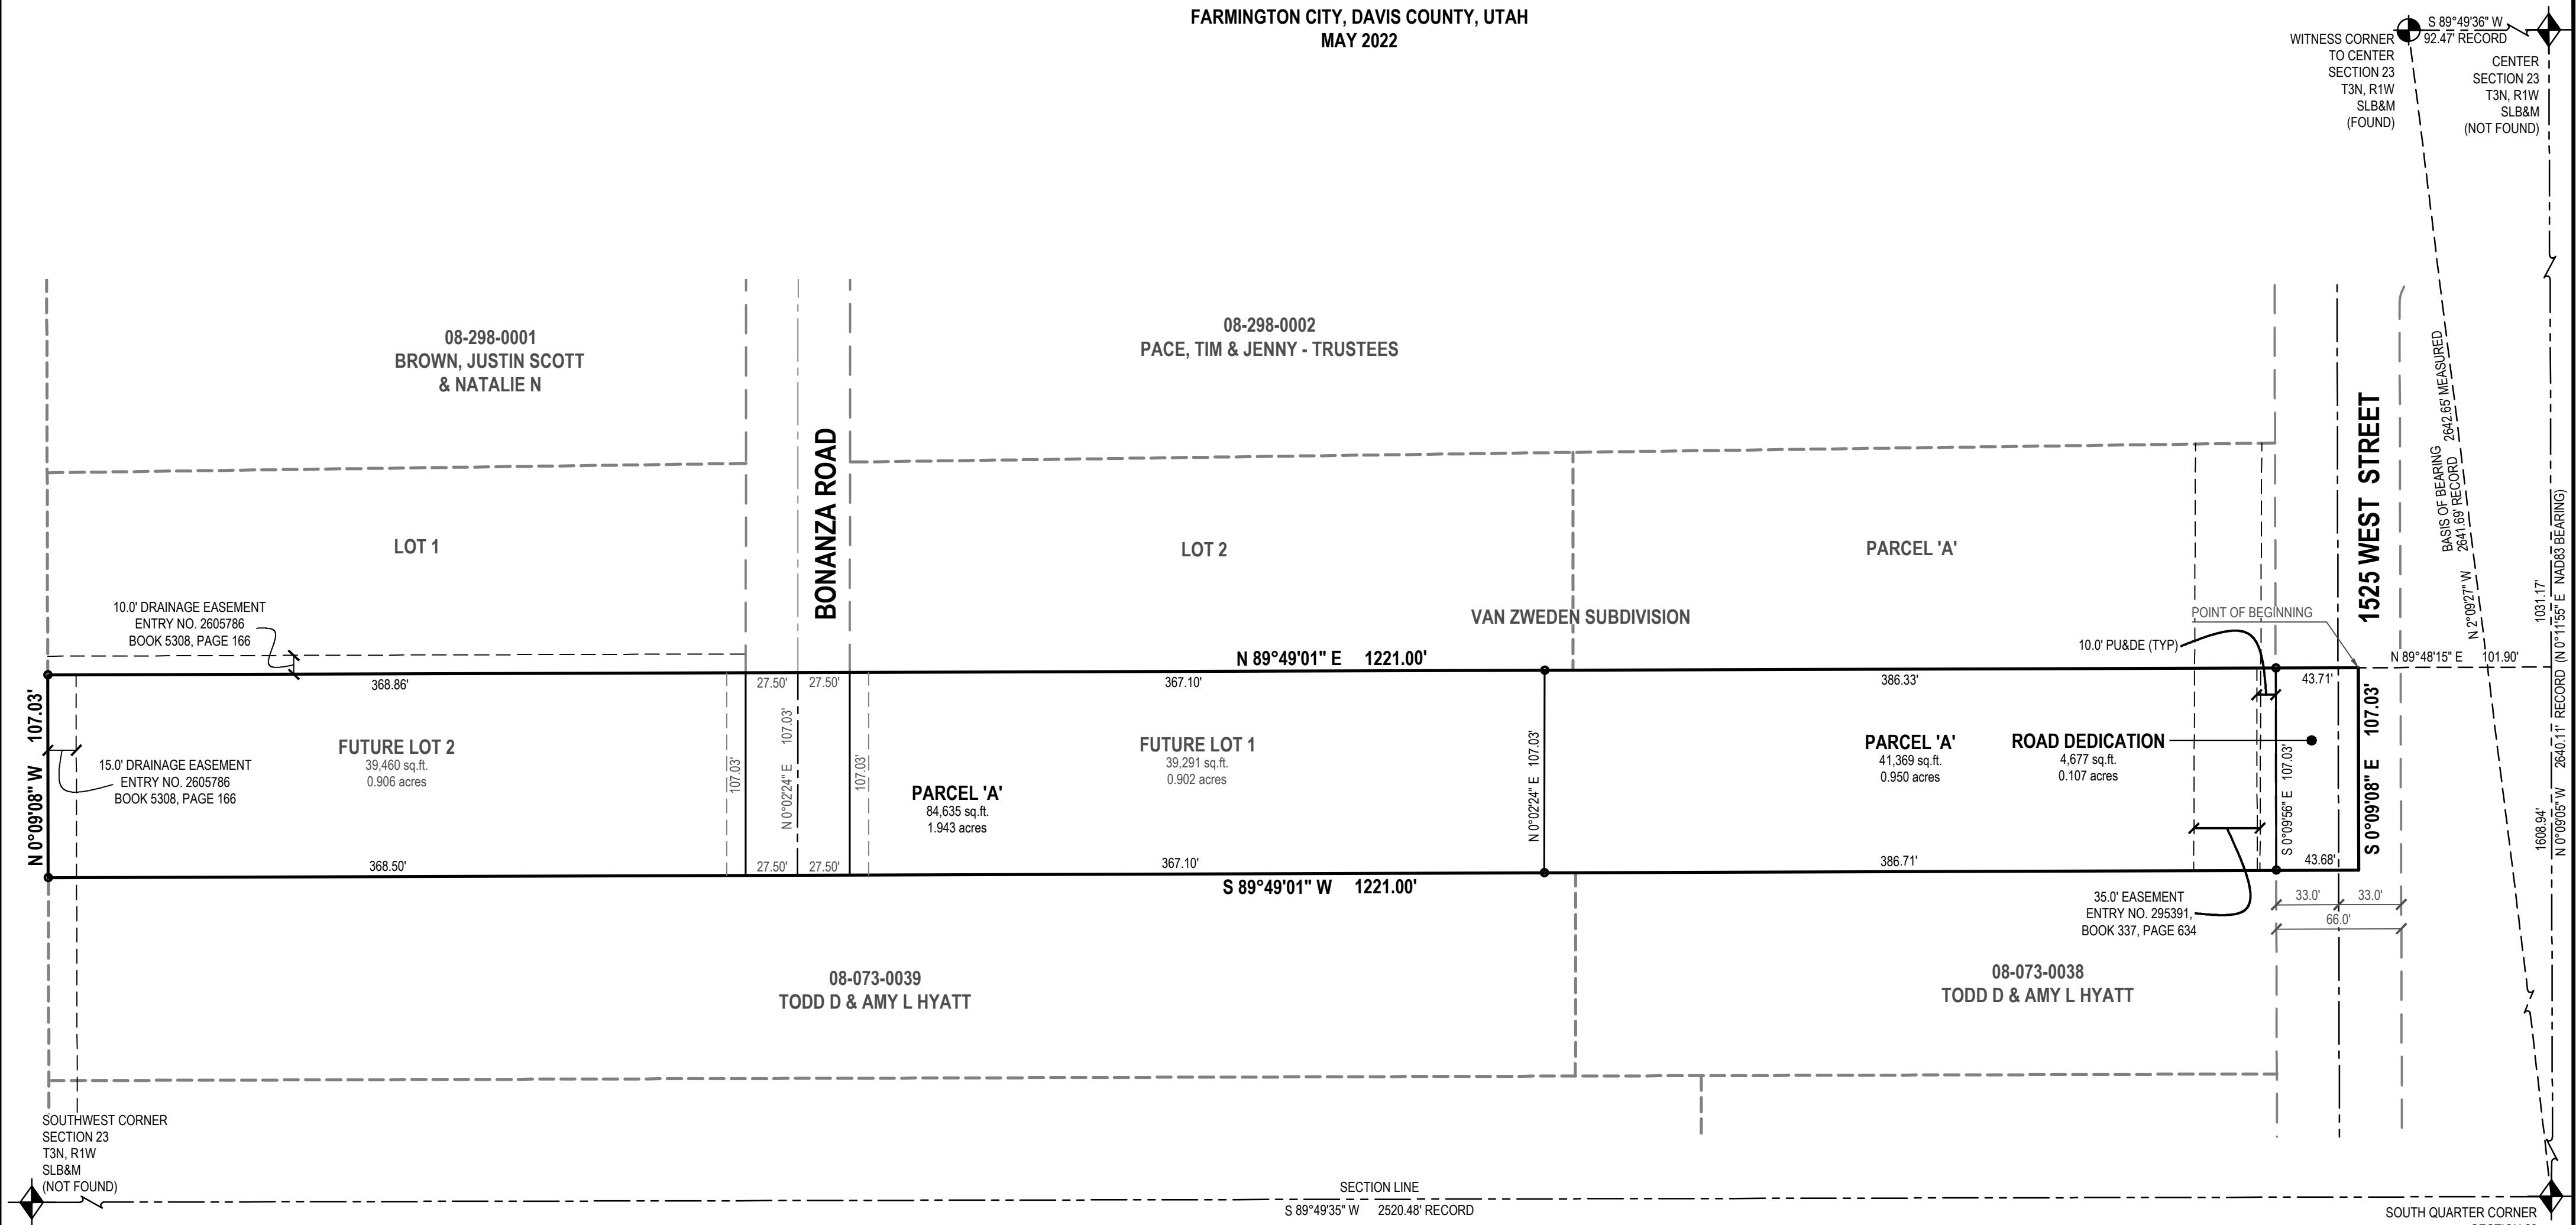 FARMINGTON CITY, DAVIS COUNTY, UTAH
MAY 2022
S 89°49'36" W
92.47' RECORD
WITNESS CORNER
TO CENTER
SECTION 23
T3N, R1W
SLB&M
(FOUND)
CENTER
SECTION 23
T3N, R1W
SLB&M
(NOT FOUND)
08-298-0001
BROWN, JUSTIN SCOTT
& NATALIE N
08-298-0002
PACE, TIM & JENNY - TRUSTEES
BONANZA ROAD
1525 WEST STREET
BASIS OF BEARING 2642.65' MEASURED
N 2°09'27" W 2641.69' RECORD
1031.17'
2640.11' RECORD (N 0°11'55" E NAD83 BEARING)
N 0°09'05" W
1608.94'
LOT 1
LOT 2
PARCEL 'A'
VAN ZWEDEN SUBDIVISION
POINT OF BEGINNING
10.0' DRAINAGE EASEMENT
ENTRY NO. 2605786
BOOK 5308, PAGE 166
10.0' PU&DE (TYP)
N 89°49'01" E 1221.00'
N 89°48'15" E 101.90'
368.86'
27.50'
27.50'
367.10'
386.33'
43.71'
N 0°09'08" W 107.03'
15.0' DRAINAGE EASEMENT
ENTRY NO. 2605786
BOOK 5308, PAGE 166
FUTURE LOT 2
39,460 sq.ft.
0.906 acres
107.03'
N 0°02'24" E 107.03'
107.03'
PARCEL 'A'
84,635 sq.ft.
1.943 acres
FUTURE LOT 1
39,291 sq.ft.
0.902 acres
N 0°02'24" E 107.03'
PARCEL 'A'
41,369 sq.ft.
0.950 acres
ROAD DEDICATION
4,677 sq.ft.
0.107 acres
S 0°09'56" E 107.03'
S 0°09'08" E 107.03'
368.50'
27.50'
27.50'
367.10'
386.71'
43.68'
S 89°49'01" W 1221.00'
35.0' EASEMENT
ENTRY NO. 295391,
BOOK 337, PAGE 634
33.0'
33.0'
66.0'
08-073-0039
TODD D & AMY L HYATT
08-073-0038
TODD D & AMY L HYATT
SOUTHWEST CORNER
SECTION 23
T3N, R1W
SLB&M
(NOT FOUND)
SECTION LINE
S 89°49'35" W 2520.48' RECORD
SOUTH QUARTER CORNER